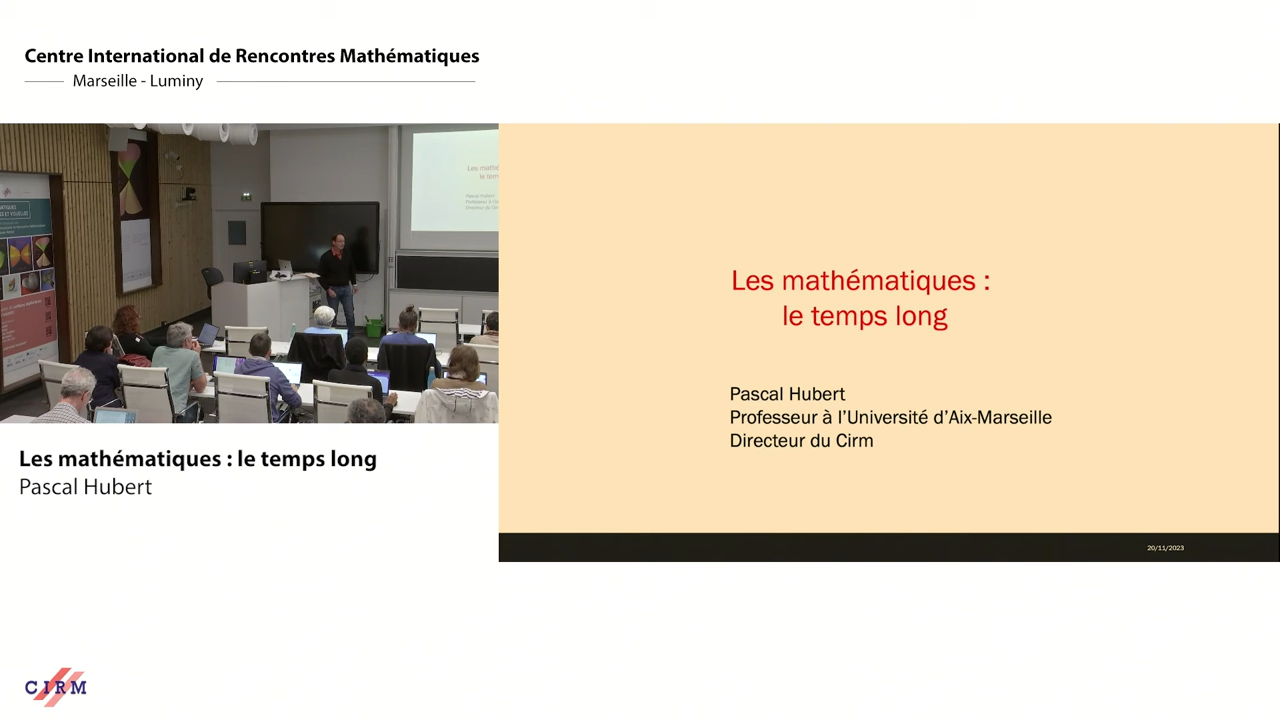 Centre International de Rencontres Mathématiques
Marseille - Luminy
Les mathématiques : le temps long
Pascal Hubert
Les mathématiques :
le temps long
Pascal Hubert
Professeur à l'Université d'Aix-Marseille
Directeur du Cirm
20/11/2023
CIRM